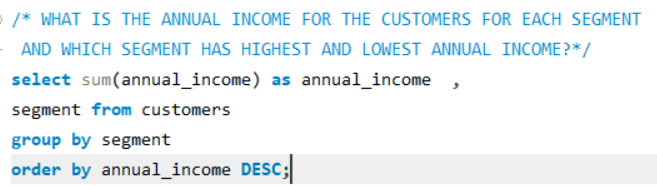 /* WHAT IS THE ANNUAL INCOME FOR THE CUSTOMERS FOR EACH SEGMENT
AND WHICH SEGMENT HAS HIGHEST AND LOWEST ANNUAL INCOME?*/
select sum(annual_income) as annual_income  ,
segment from customers
group by segment
order by annual_income DESC;